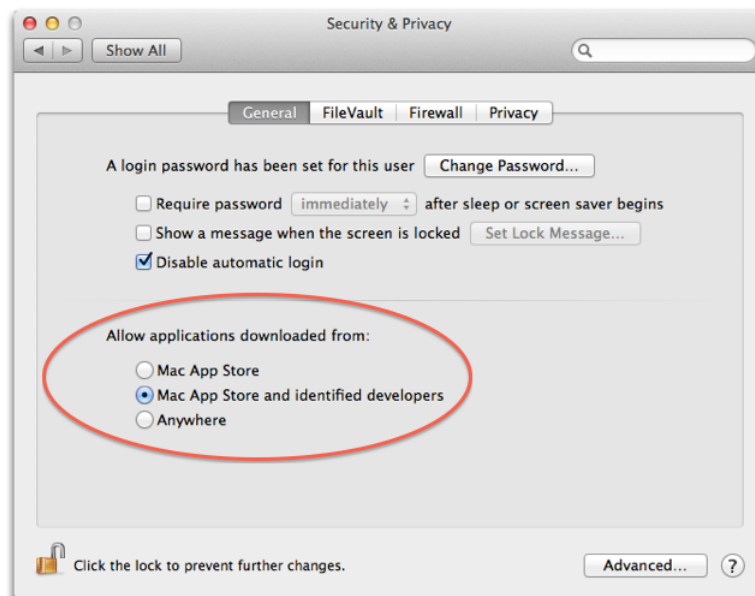 Security & Privacy
Show All
General FileVault Firewall Privacy
A login password has been set for this user Change Password...
Require password immediately after sleep or screen saver begins
Show a message when the screen is locked Set Lock Message...
Disable automatic login
Allow applications downloaded from:
Mac App Store
Mac App Store and identified developers
Anywhere
Click the lock to prevent further changes. Advanced... ?